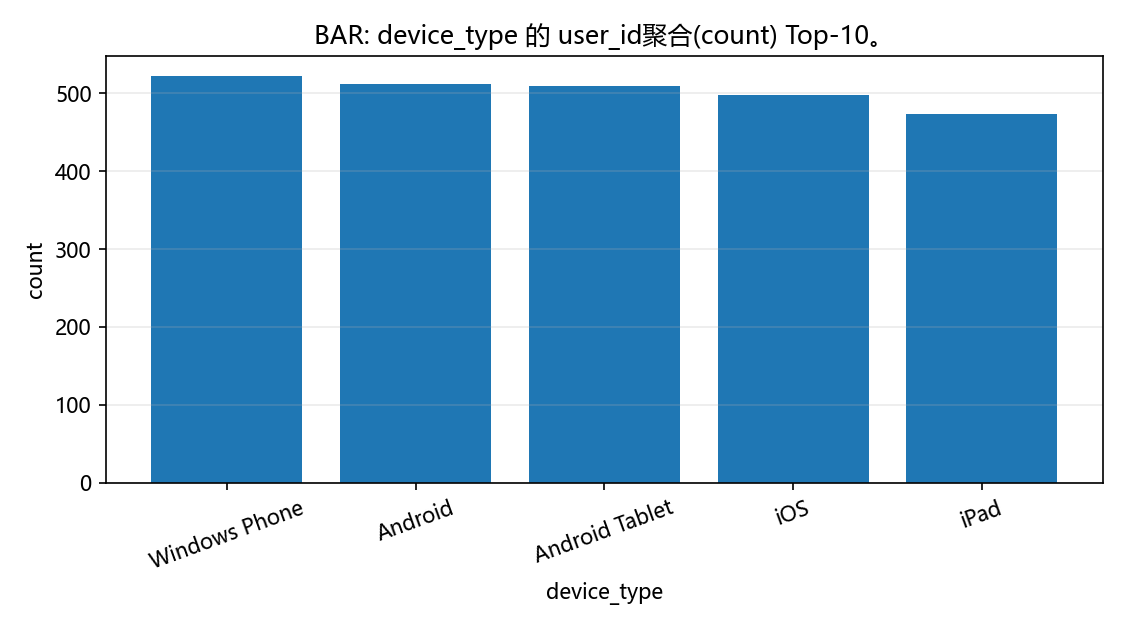 BAR: device_type 的 user_id聚合(count) Top-10。
500
400
300
200
100
0
count
Windows Phone
Android
Android Tablet
iOS
iPad
device_type